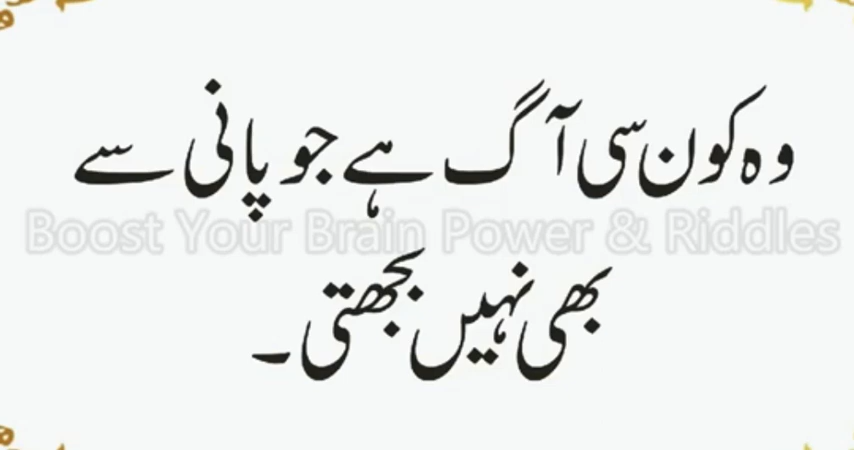 وہ کون سی آگ ہے جو پانی سے
Boost Your Brain Power & Riddles
بھی نہیں بجھتی۔